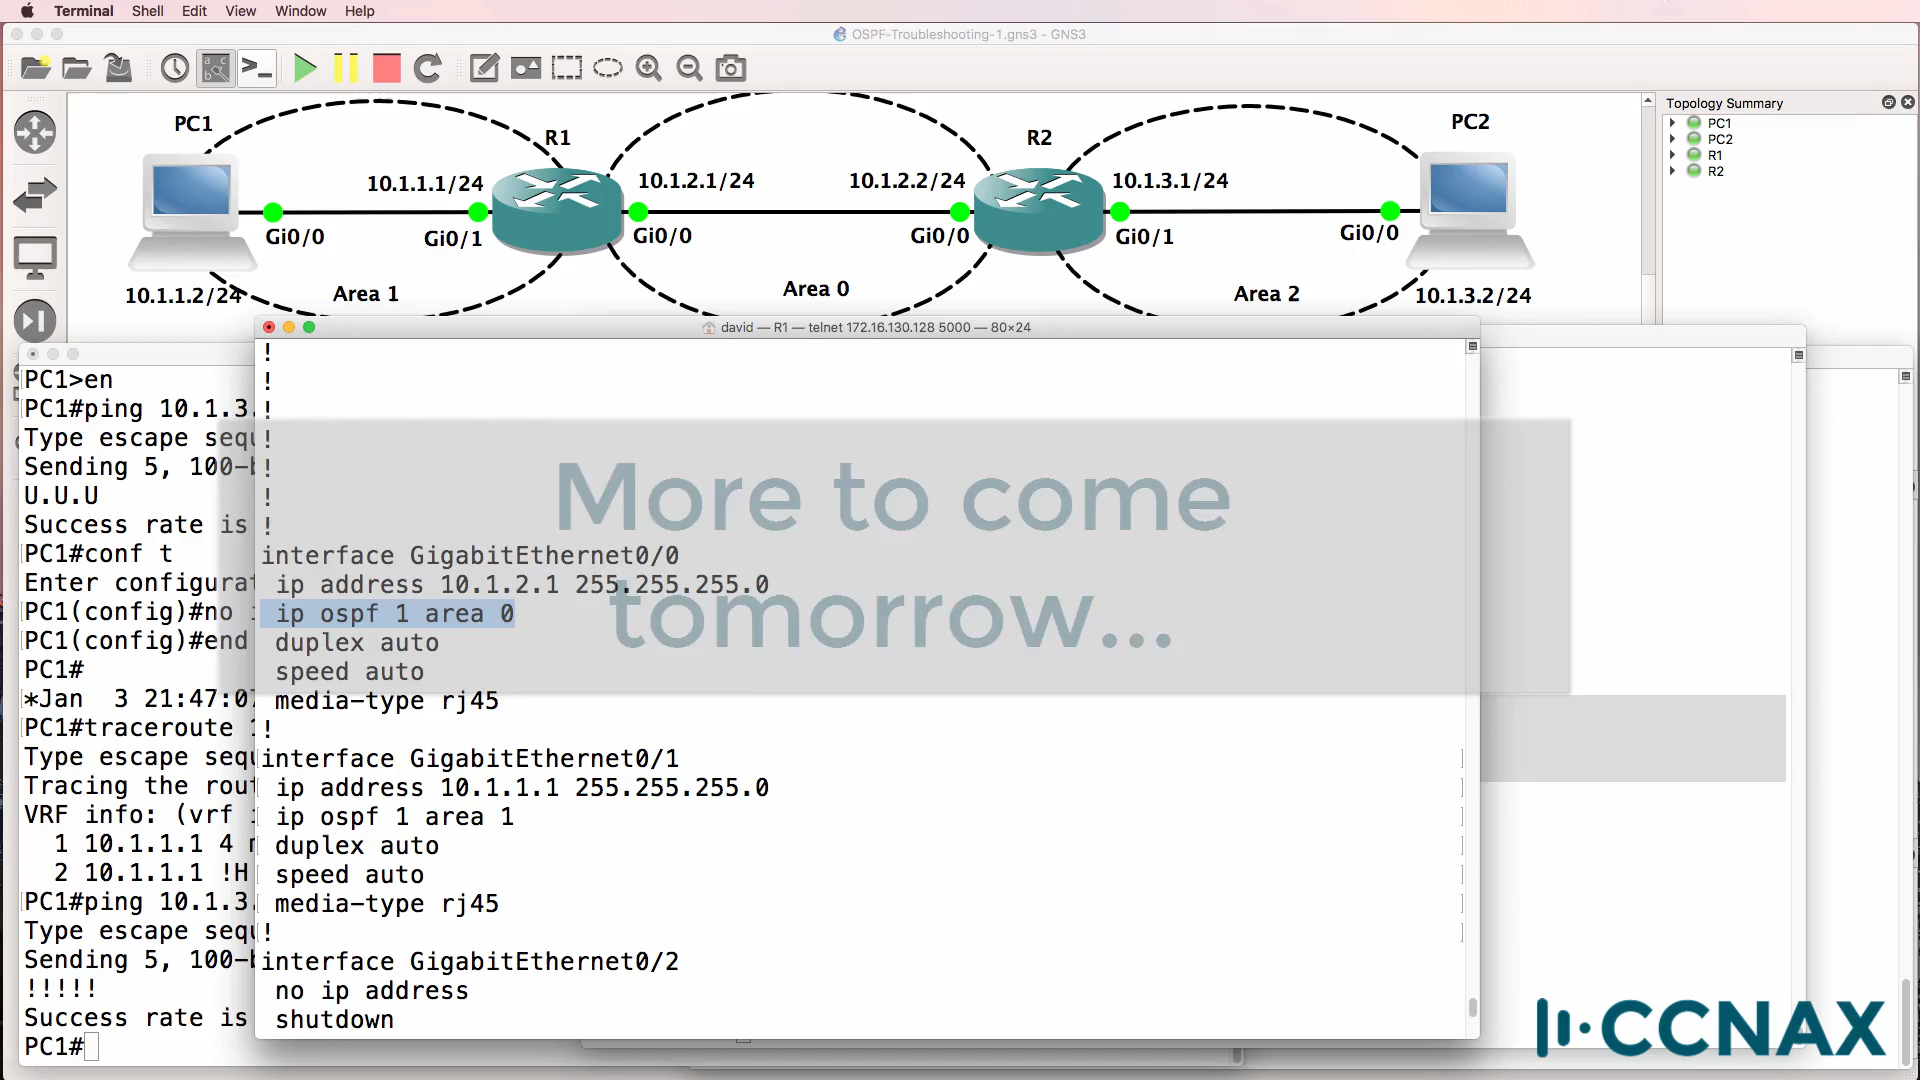 Terminal Shell Edit View Window Help
OSPF-Troubleshooting-1.gns3 - GNS3
Topology Summary
PC1
PC2
R1
R2
PC1
R1
R2
PC2
10.1.1.1/24
10.1.2.1/24
10.1.2.2/24
10.1.3.1/24
Gi0/0
Gi0/1
Gi0/0
Gi0/0
Gi0/1
Gi0/0
10.1.1.2/24
Area 1
Area 0
Area 2
10.1.3.2/24
david — R1 — telnet 172.16.130.128 5000 — 80×24
PC1>en
PC1#ping 10.1.3.
Type escape sequ
Sending 5, 100-b
U.U.U
Success rate is
PC1#conf t
Enter configurat
PC1(config)#no
PC1(config)#end
PC1#
*Jan  3 21:47:07
PC1#traceroute 1
Type escape sequ
Tracing the rout
VRF info: (vrf
1 10.1.1.1 4
2 10.1.1.1 !H
PC1#ping 10.1.3.
Type escape sequ
Sending 5, 100-b
!!!!!
Success rate is
PC1#
!
!
!
!
!
!
!
interface GigabitEthernet0/0
ip address 10.1.2.1 255.255.255.0
ip ospf 1 area 0
duplex auto
speed auto
media-type rj45
!
interface GigabitEthernet0/1
ip address 10.1.1.1 255.255.255.0
ip ospf 1 area 1
duplex auto
speed auto
media-type rj45
!
interface GigabitEthernet0/2
no ip address
shutdown
More to come
tomorrow...
CCNAX